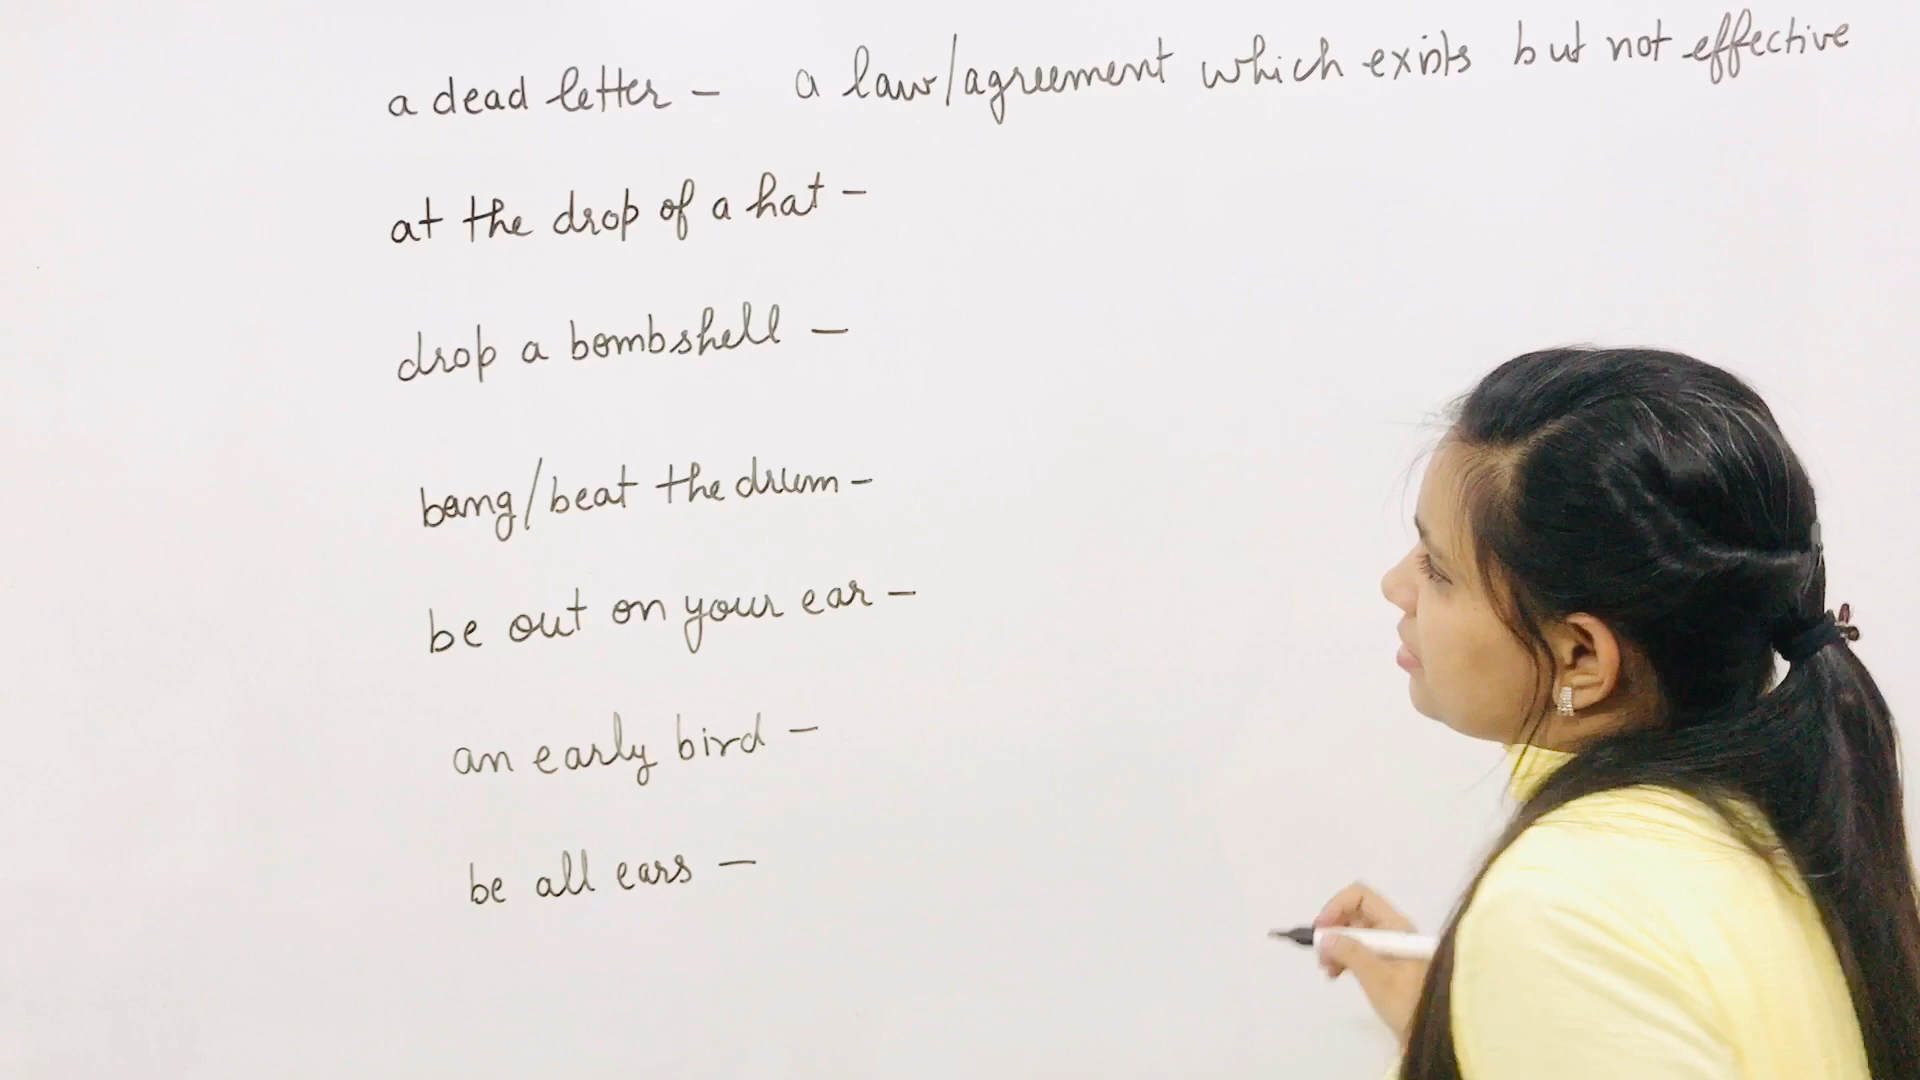 a dead letter - a law/agreement which exists but not effective
at the drop of a hat -
drop a bombshell -
bang/beat the drum -
be out on your ear -
an early bird -
be all ears -